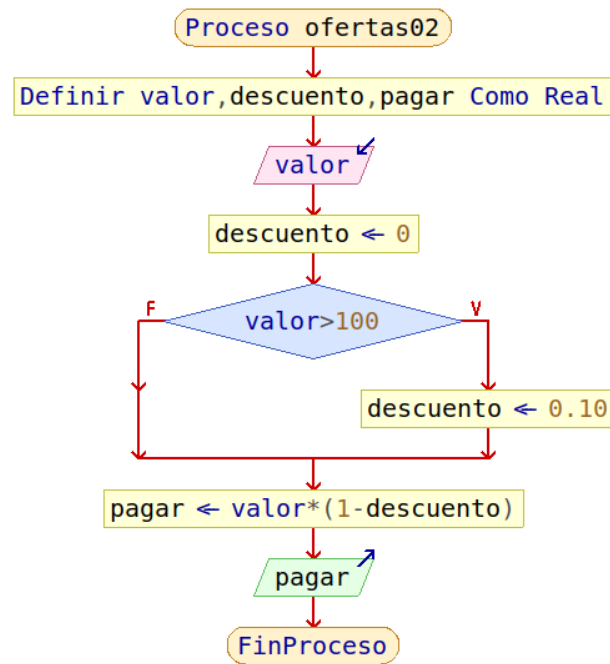 Proceso ofertas02
Definir valor,descuento,pagar Como Real
valor
descuento <- 0
F
V
valor>100
descuento <- 0.10
pagar <- valor*(1-descuento)
pagar
FinProceso